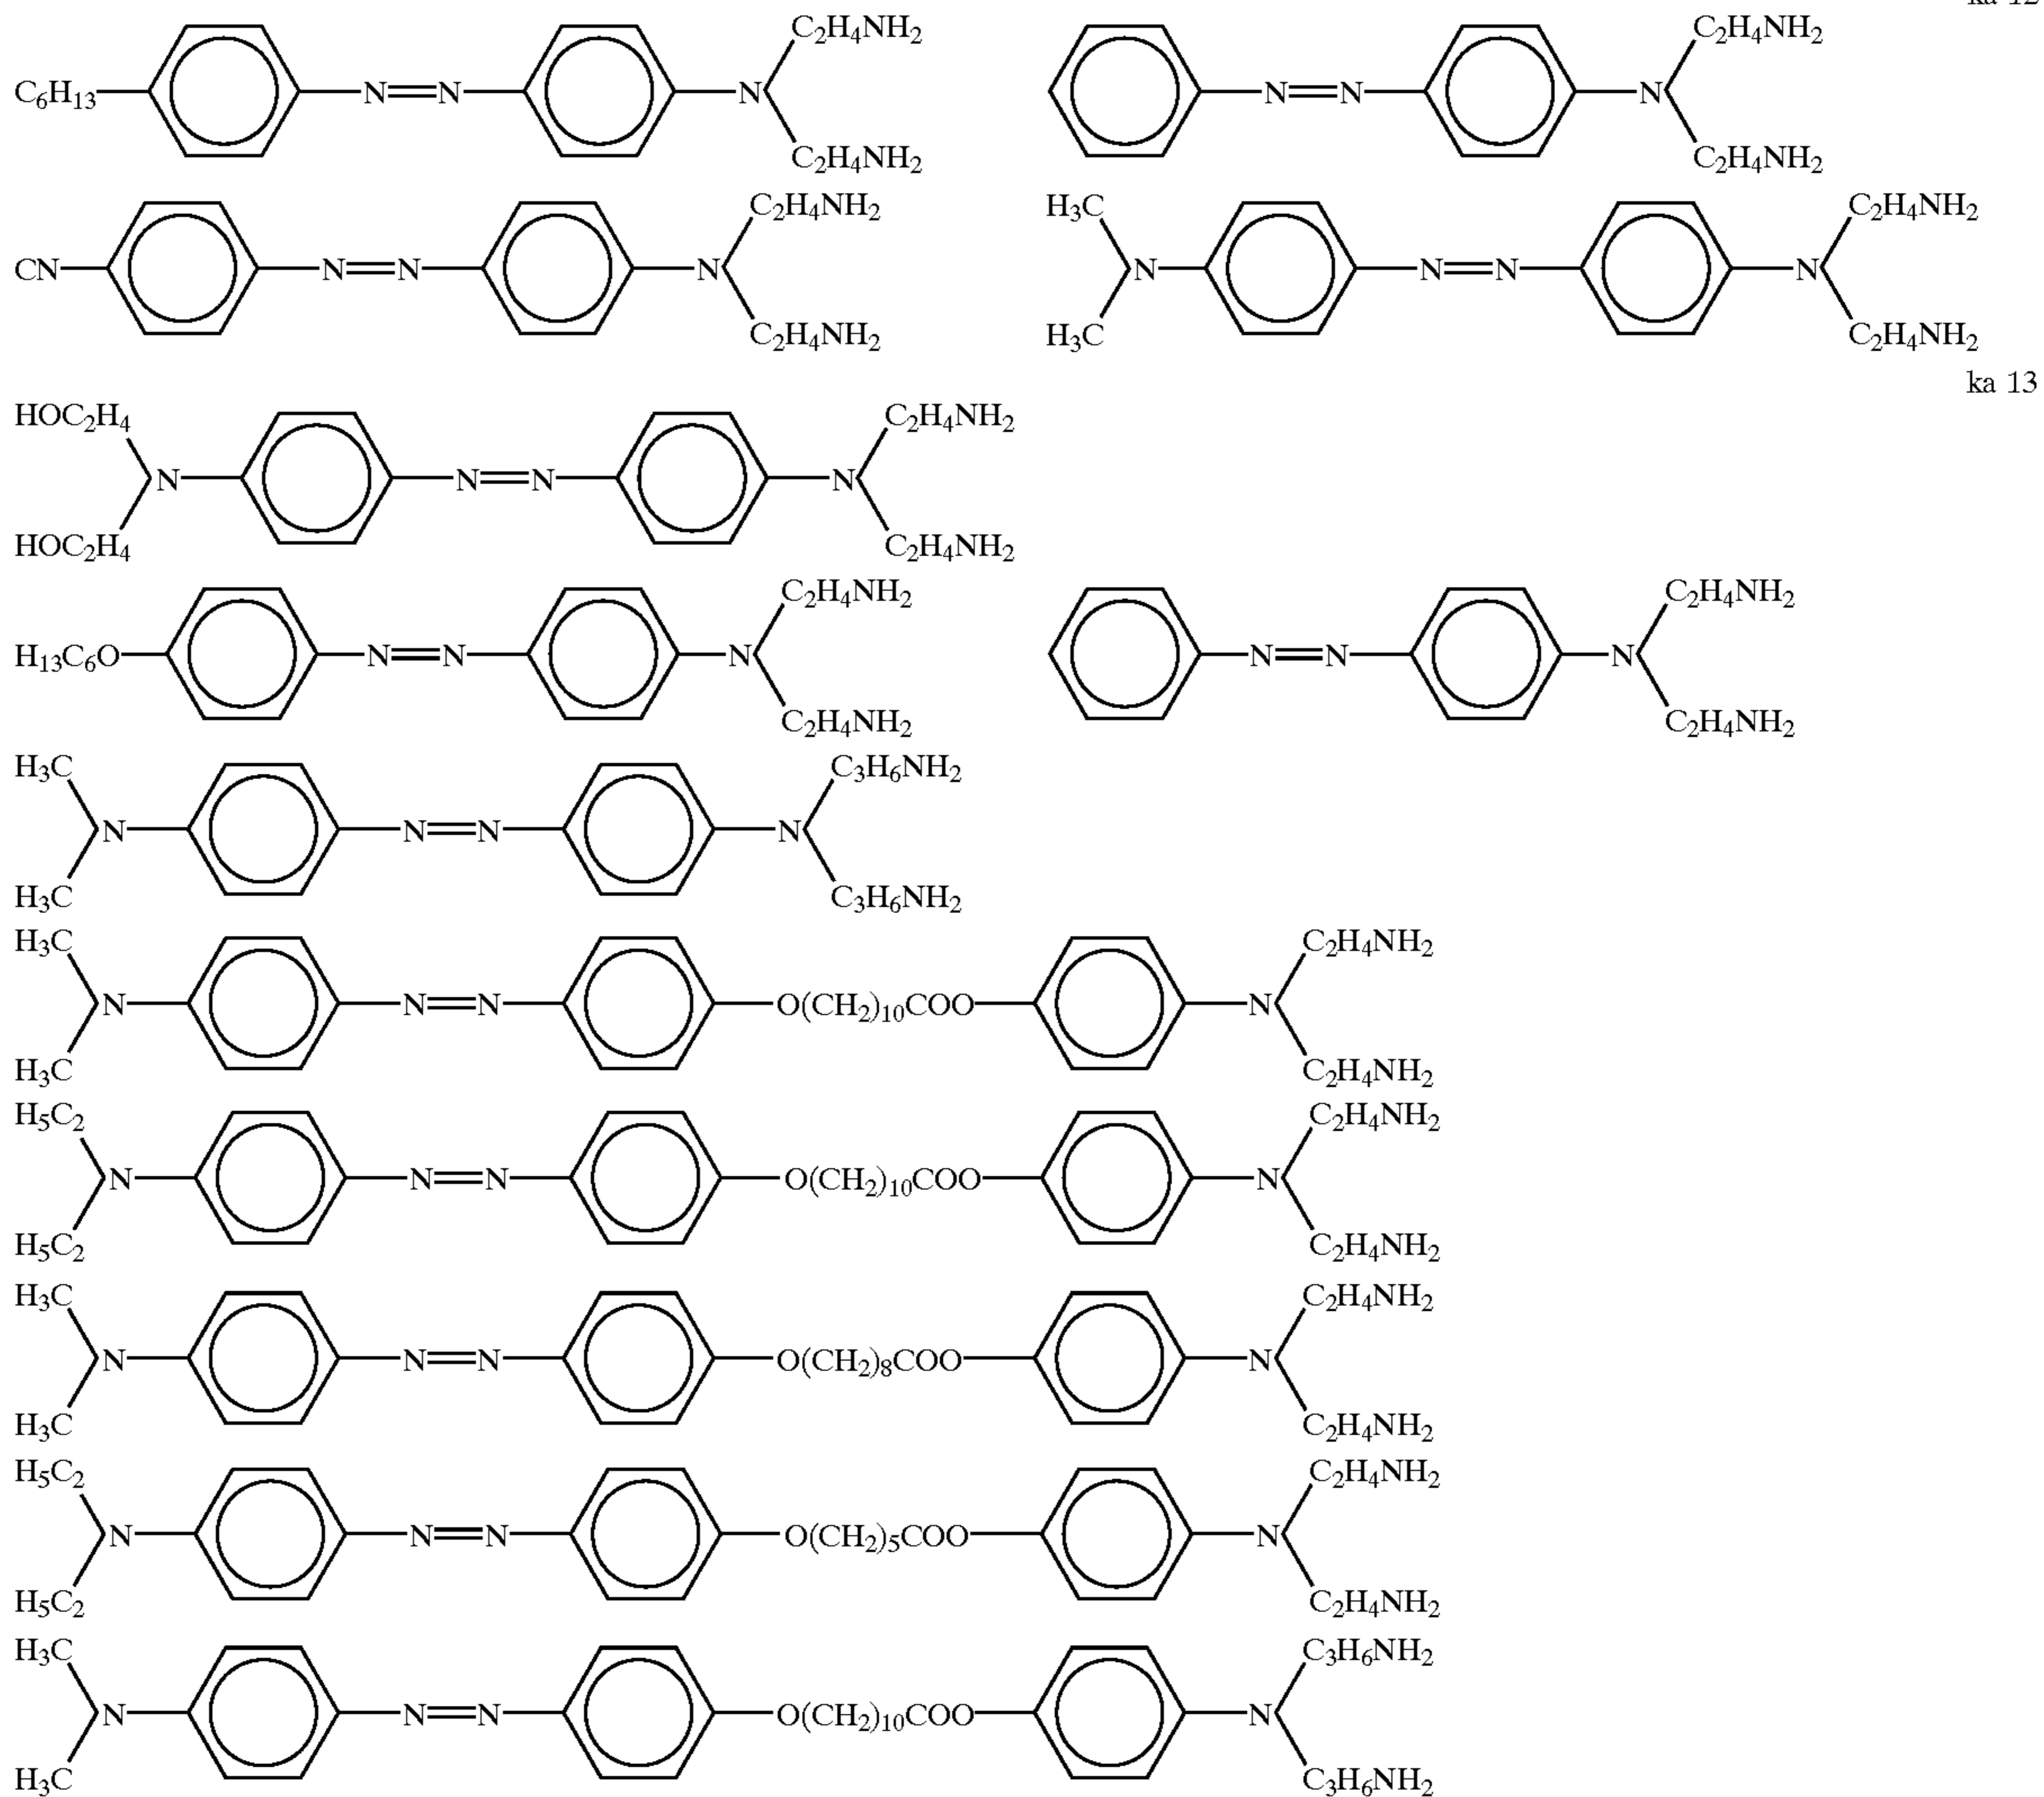 ka 12
C2H4NH2 C2H4NH2
C6H13 N N N N N N
C2H4NH2 C2H4NH2
C2H4NH2 H3C C2H4NH2
CN N N N N N N N
C2H4NH2 H3C C2H4NH2
ka 13
HOC2H4 C2H4NH2
N N N N
HOC2H4 C2H4NH2
C2H4NH2 C2H4NH2
H13C6O N N N N N N
C2H4NH2 C2H4NH2
H3C C3H6NH2
N N N N
H3C C3H6NH2
H3C C2H4NH2
N N N O(CH2)10COO N
H3C C2H4NH2
H5C2 C2H4NH2
N N N O(CH2)10COO N
H5C2 C2H4NH2
H3C C2H4NH2
N N N O(CH2)8COO N
H3C C2H4NH2
H5C2 C2H4NH2
N N N O(CH2)5COO N
H5C2 C2H4NH2
H3C C3H6NH2
N N N O(CH2)10COO N
H3C C3H6NH2